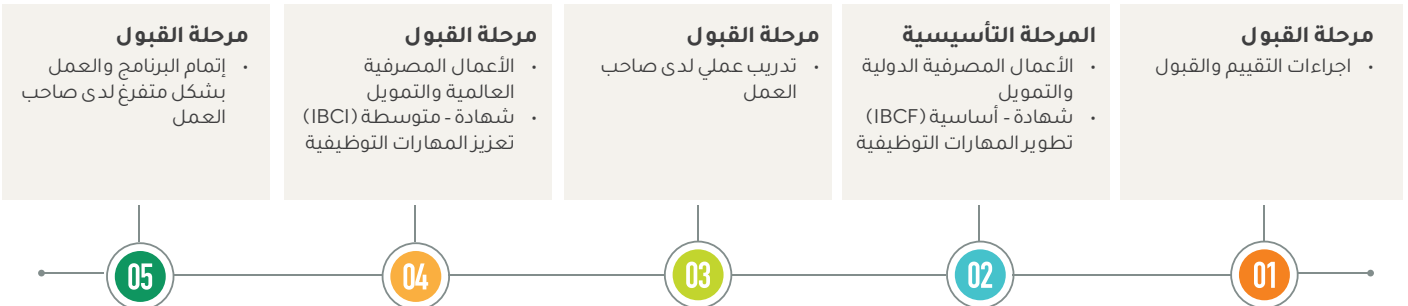 مرحلة القبول
• اجراءات التقييم والقبول
المرحلة التأسيسية
• الأعمال المصرفية الدولية
والتمويل
• شهادة - أساسية (IBCF)
تطوير المهارات التوظيفية
مرحلة القبول
• تدريب عملي لدى صاحب
العمل
مرحلة القبول
• الأعمال المصرفية
العالمية والتمويل
• شهادة - متوسطة (IBCI)
تعزيز المهارات التوظيفية
مرحلة القبول
• إتمام البرنامج والعمل
بشكل متفرغ لدى صاحب
العمل
01
02
03
04
05